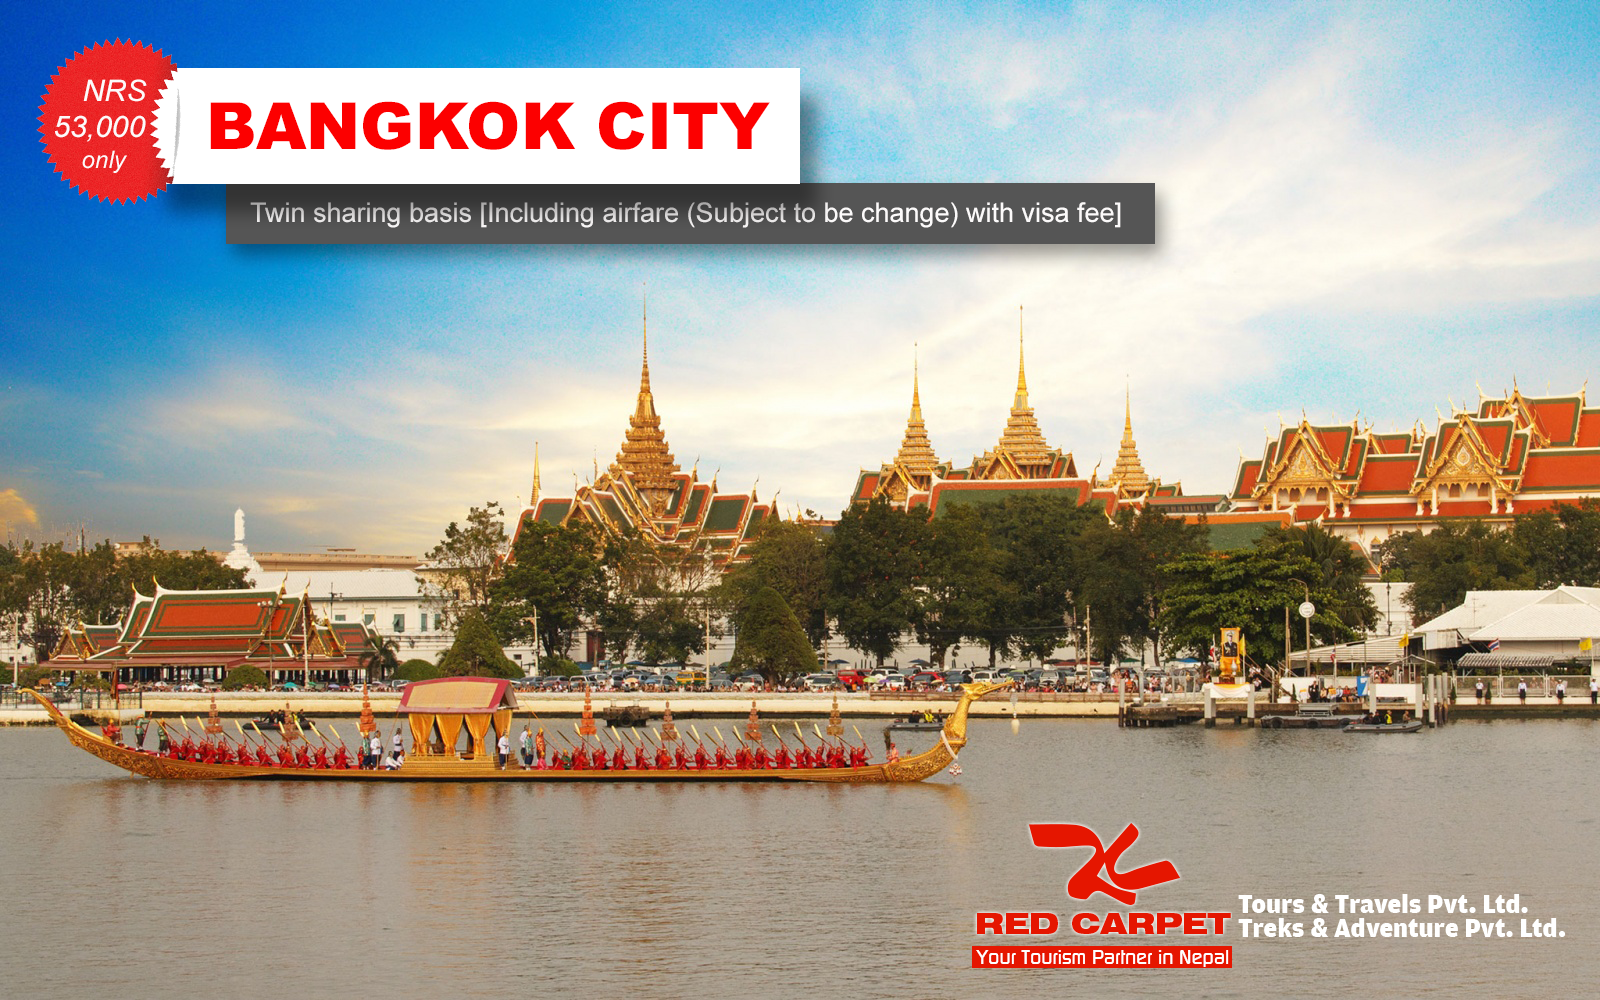 NRS
53,000
only
BANGKOK CITY
Twin sharing basis [Including airfare (Subject to be change) with visa fee]
RED CARPET
Your Tourism Partner in Nepal
Tours & Travels Pvt. Ltd.
Treks & Adventure Pvt. Ltd.